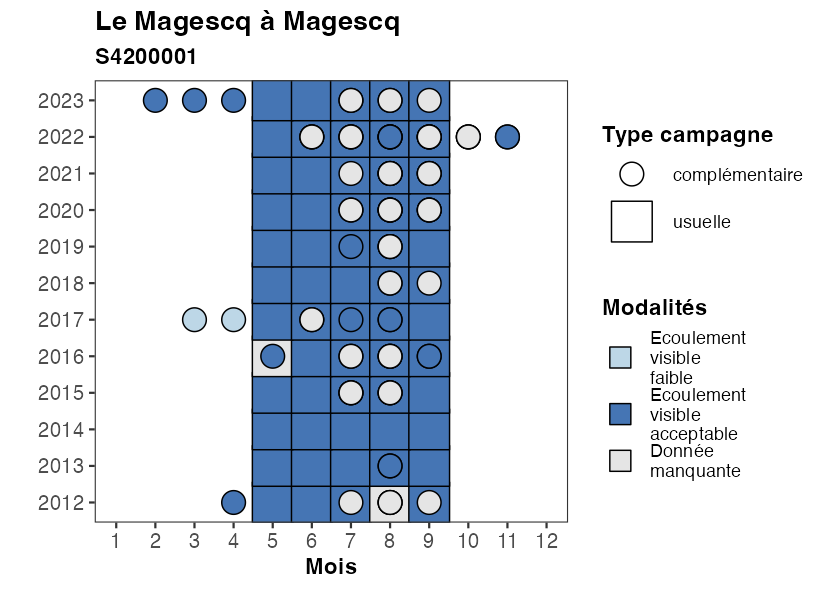 Le Magescq à Magescq
S4200001
2023
2022
2021
2020
2019
2018
2017
2016
2015
2014
2013
2012
1 2 3 4 5 6 7 8 9 10 11 12
Mois
Type campagne
complémentaire
usuelle
Modalités
Ecoulement
visible
faible
Ecoulement
visible
acceptable
Donnée
manquante